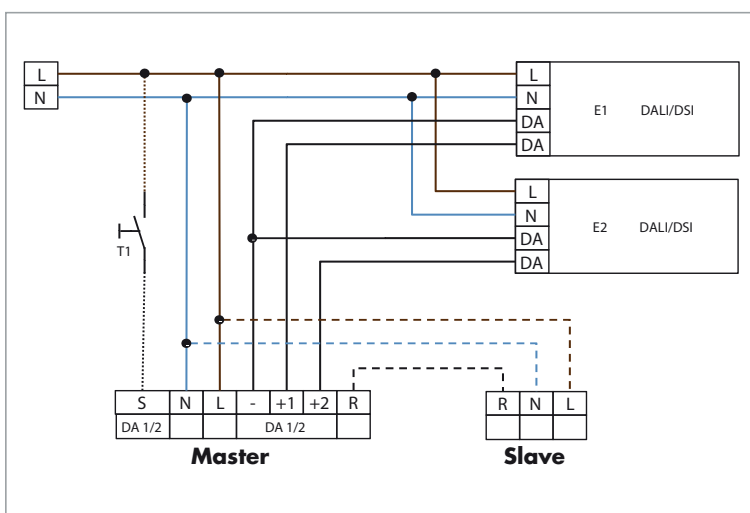 L
N
L
N
DA
DA
E1 DALI/DSI
L
N
DA
DA
E2 DALI/DSI
T1
S N L - +1 +2 R
DA 1/2 DA 1/2
Master
R N L
Slave